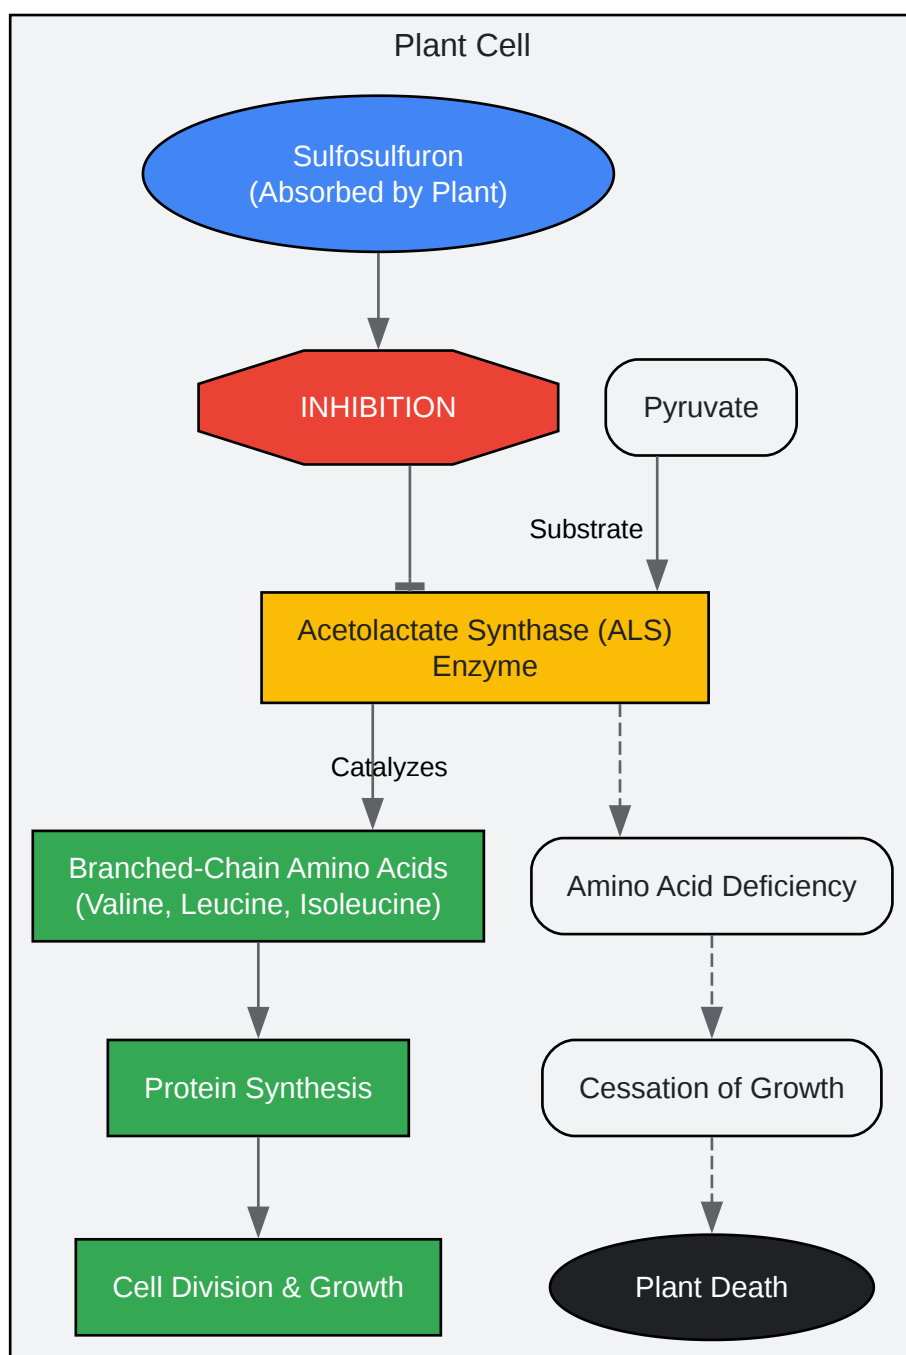 Plant Cell
Sulfosulfuron
(Absorbed by Plant)
INHIBITION
Pyruvate
Substrate
Acetolactate Synthase (ALS)
Enzyme
Catalyzes
Branched-Chain Amino Acids
(Valine, Leucine, Isoleucine)
Amino Acid Deficiency
Protein Synthesis
Cessation of Growth
Cell Division & Growth
Plant Death